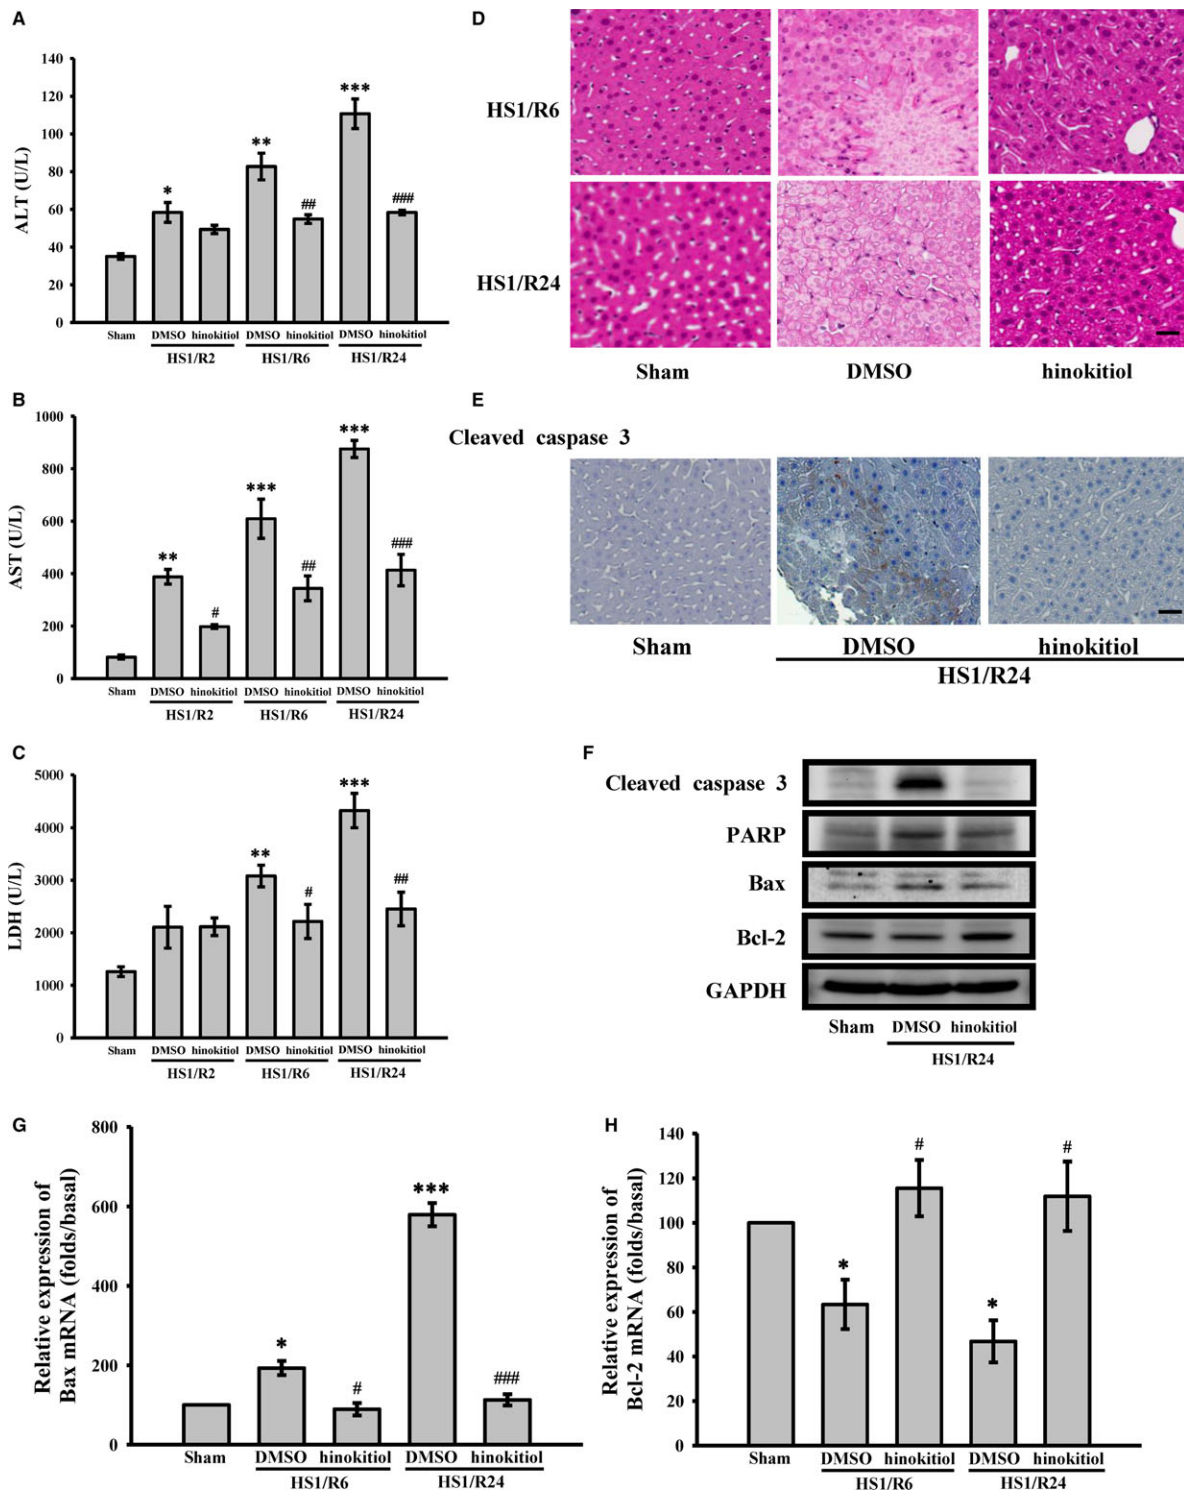 A
ALT (U/L)
140
120
100
80
60
40
20
0
*
**
##
***
###
Sham DMSO hinokitiol DMSO hinokitiol DMSO hinokitiol
HS1/R2 HS1/R6 HS1/R24
B
AST (U/L)
1000
800
600
400
200
0
**
#
***
##
***
###
Sham DMSO hinokitiol DMSO hinokitiol DMSO hinokitiol
HS1/R2 HS1/R6 HS1/R24
C
LDH (U/L)
5000
4000
3000
2000
1000
0
**
#
***
##
Sham DMSO hinokitiol DMSO hinokitiol DMSO hinokitiol
HS1/R2 HS1/R6 HS1/R24
D
HS1/R6
HS1/R24
Sham DMSO hinokitiol
E
Cleaved caspase 3
Sham DMSO hinokitiol
HS1/R24
F
Cleaved caspase 3
PARP
Bax
Bcl-2
GAPDH
Sham DMSO hinokitiol
HS1/R24
G
Relative expression of
Bax mRNA (folds/basal)
800
600
400
200
0
*
#
***
###
Sham DMSO hinokitiol DMSO hinokitiol
HS1/R6 HS1/R24
H
Relative expression of
Bcl-2 mRNA (folds/basal)
140
120
100
80
60
40
20
0
*
#
*
#
Sham DMSO hinokitiol DMSO hinokitiol
HS1/R6 HS1/R24